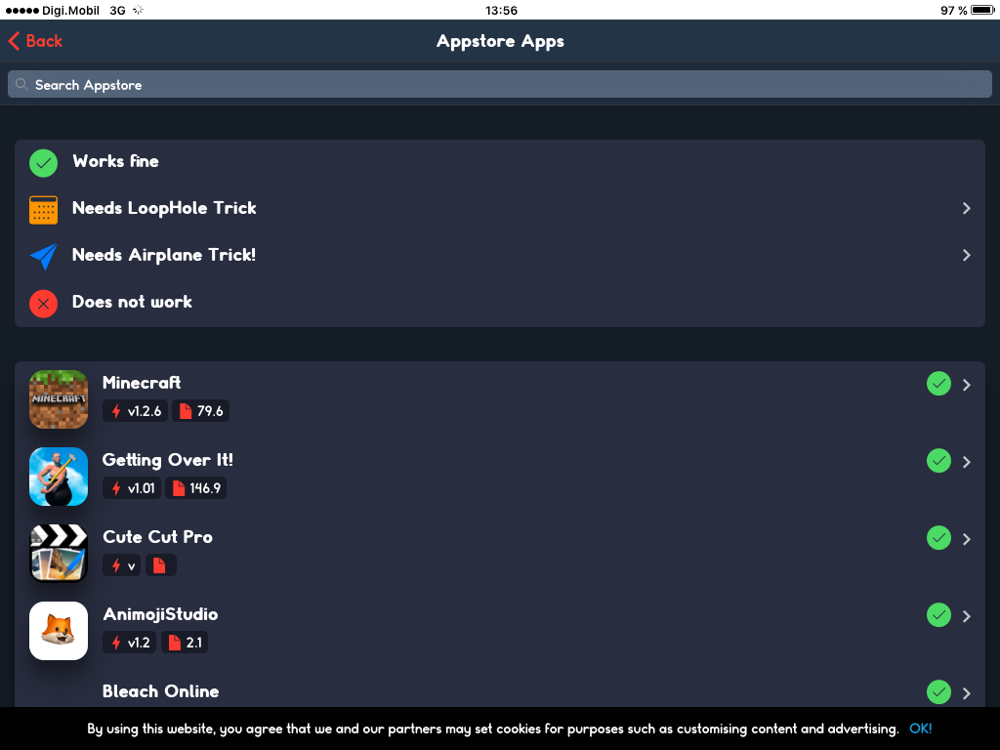 Digi.Mobil 3G 13:56 97 %
Back Appstore Apps
Search Appstore
Works fine
Needs LoopHole Trick
Needs Airplane Trick!
Does not work
MINECRAFT
Minecraft
v1.2.6 79.6
Getting Over It!
v1.01 146.9
Cute Cut Pro
v
AnimojiStudio
v1.2 2.1
Bleach Online
By using this website, you agree that we and our partners may set cookies for purposes such as customising content and advertising. OK!